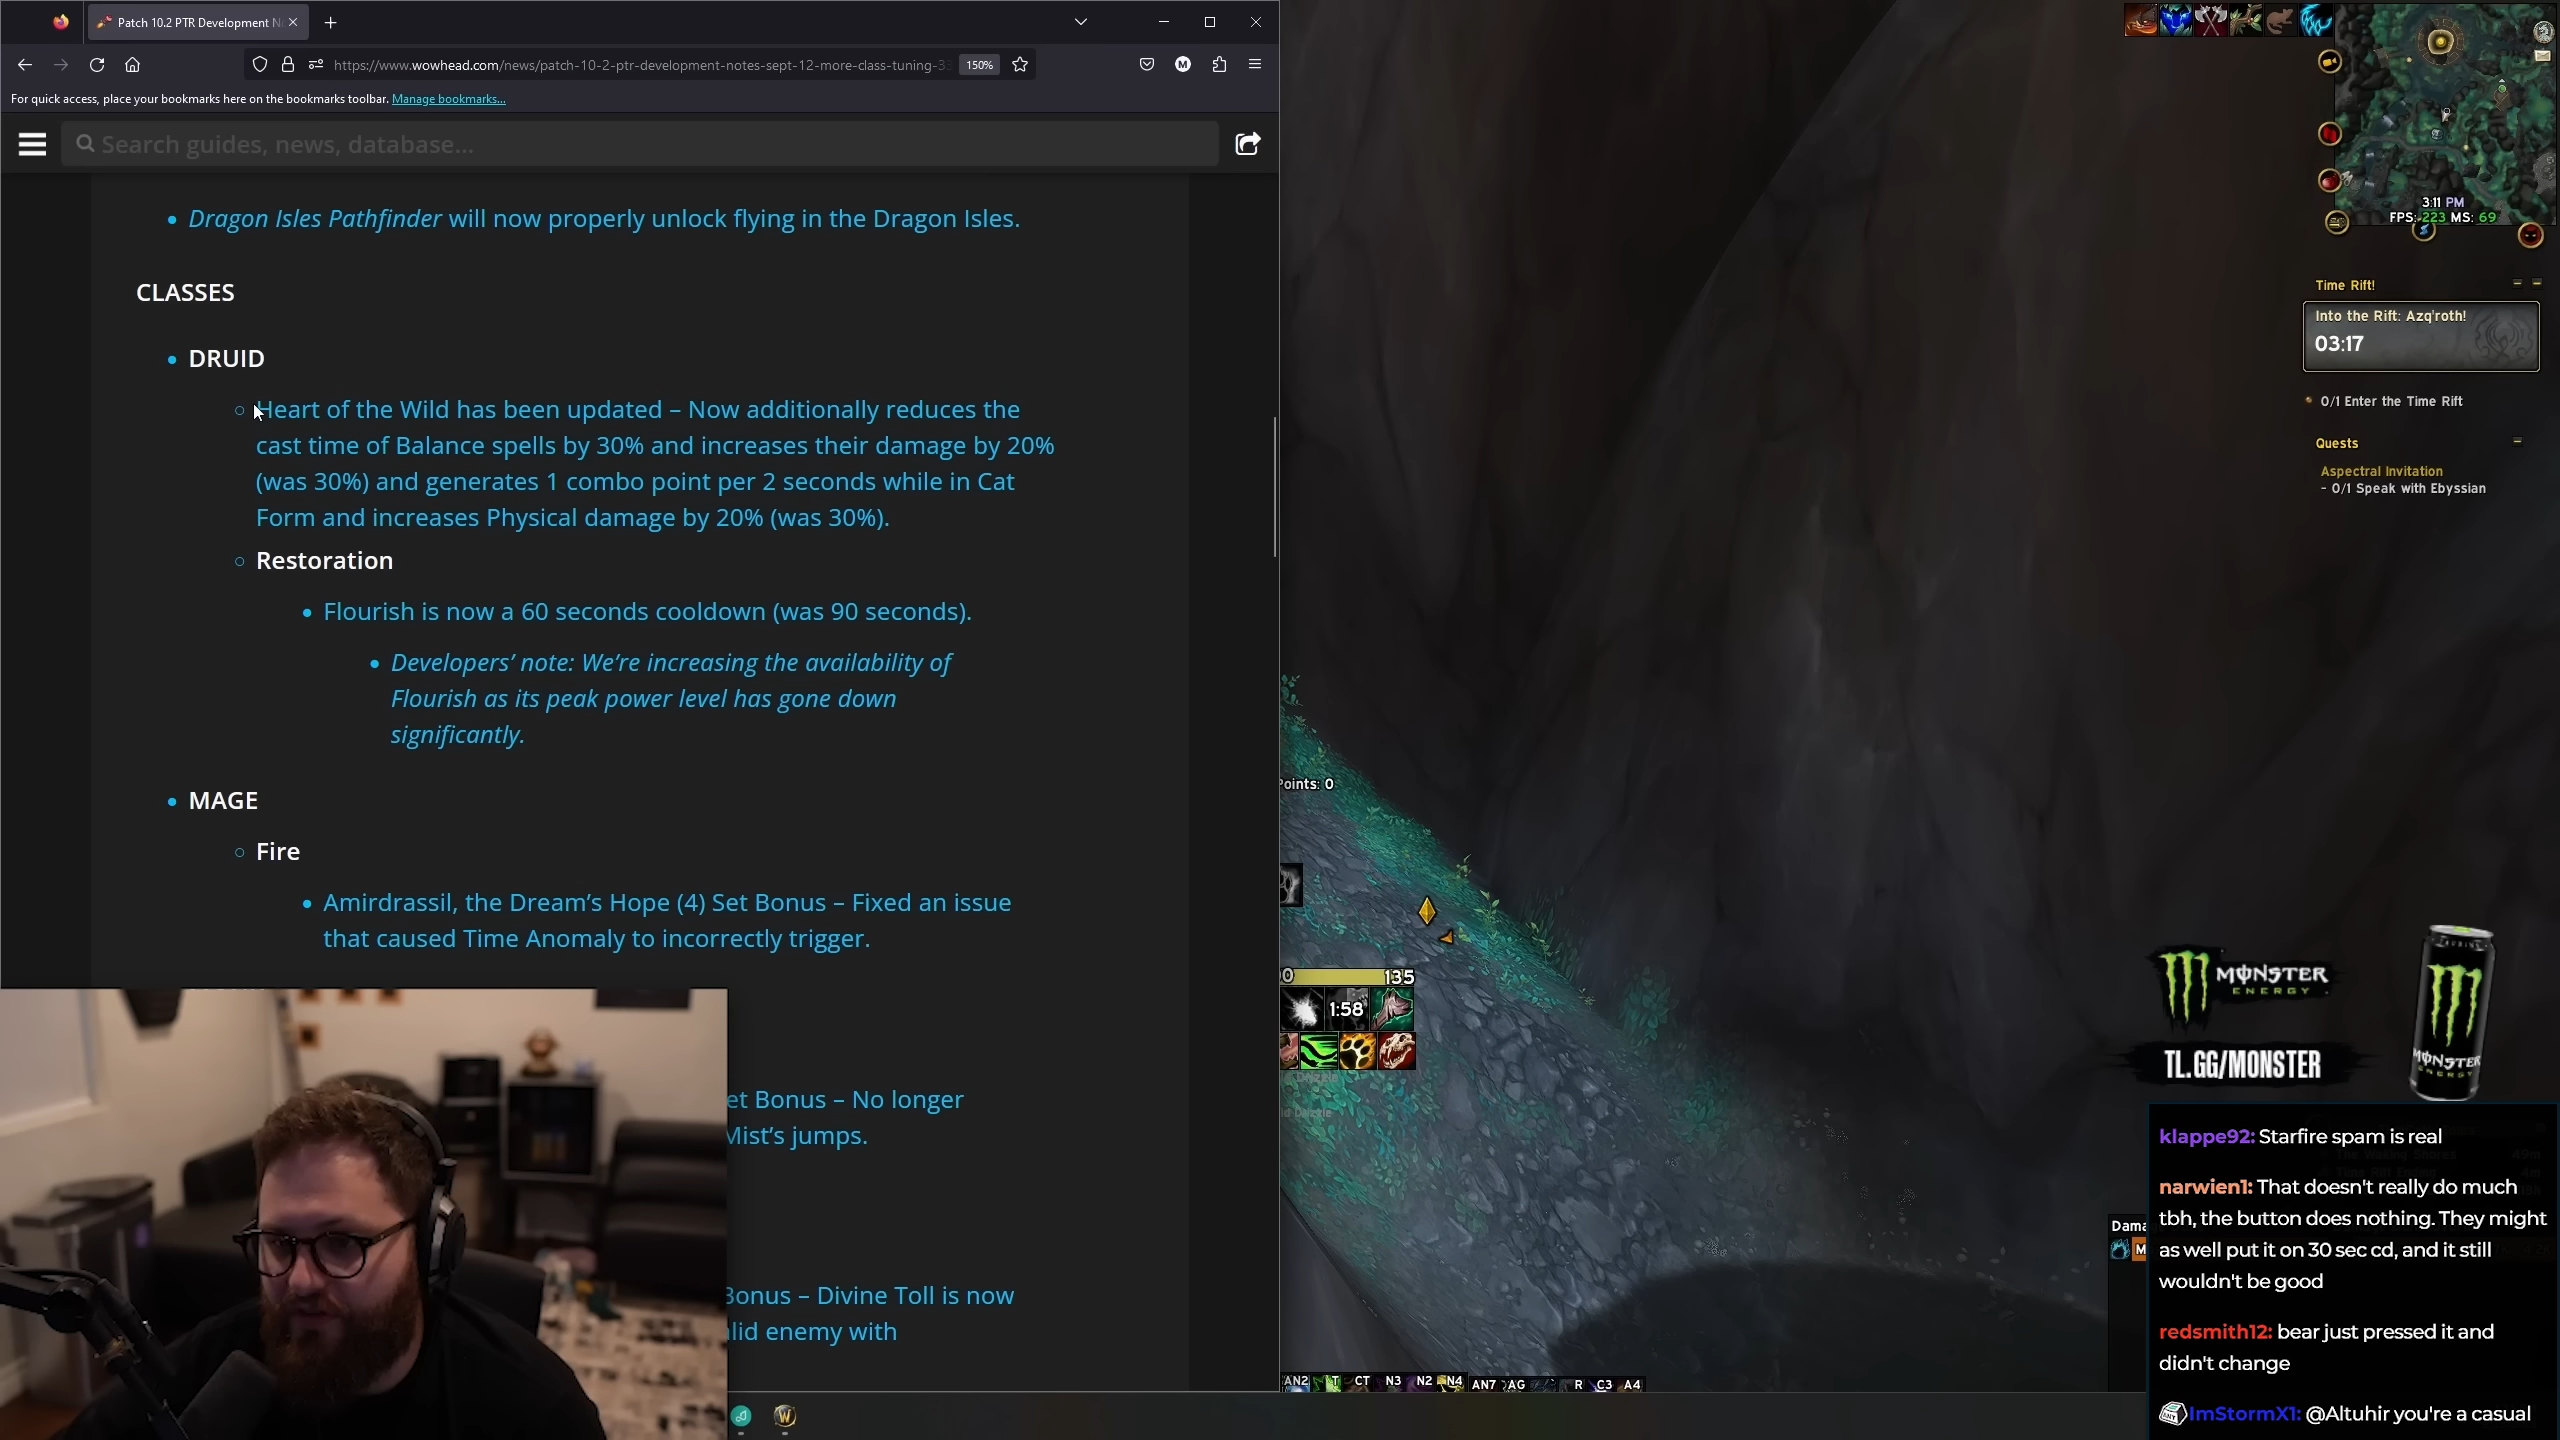 Patch 10.2 PTR Development N
https://www.wowhead.com/news/patch-10-2-ptr-development-notes-sept-12-more-class-tuning-3
150%
M
For quick access, place your bookmarks here on the bookmarks toolbar. Manage bookmarks...
Search guides, news, database...
Dragon Isles Pathfinder will now properly unlock flying in the Dragon Isles.
CLASSES
DRUID
Heart of the Wild has been updated – Now additionally reduces the
cast time of Balance spells by 30% and increases their damage by 20%
(was 30%) and generates 1 combo point per 2 seconds while in Cat
Form and increases Physical damage by 20% (was 30%).
Restoration
Flourish is now a 60 seconds cooldown (was 90 seconds).
Developers’ note: We’re increasing the availability of
Flourish as its peak power level has gone down
significantly.
MAGE
Fire
Amirdrassil, the Dream’s Hope (4) Set Bonus – Fixed an issue
that caused Time Anomaly to incorrectly trigger.
et Bonus – No longer
Mist’s jumps.
Bonus – Divine Toll is now
lid enemy with
3:11 PM
FPS: 223 MS: 69
Time Rift!
Into the Rift: Azq'roth!
03:17
0/1 Enter the Time Rift
Quests
Aspectral Invitation
- 0/1 Speak with Ebyssian
Points: 0
0 135
1:58
AN2 T CT N3 N2 N4 AN7 AG R C3 A4
MONSTER
ENERGY
TL.GG/MONSTER
MONSTER
Dama
M
klappe92: Starfire spam is real
narwien1: That doesn't really do much
tbh, the button does nothing. They might
as well put it on 30 sec cd, and it still
wouldn't be good
redsmith12: bear just pressed it and
didn't change
ImStormX1: @Altuhir you're a casual